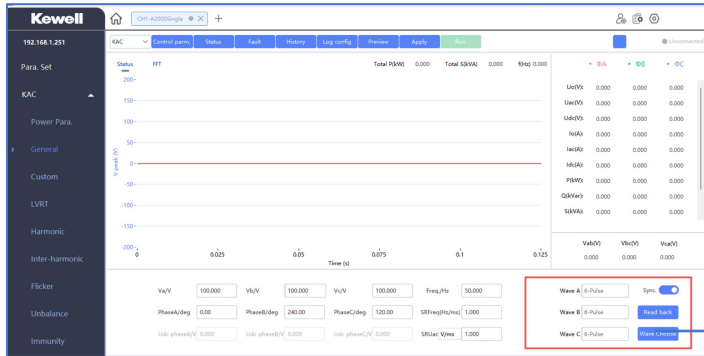 Kewell
CH1-A2000Single
192.168.1.251
KAC Control parm. Status Fault History Log config Preview Apply Run Unconnected
Para. Set
KAC
Power Para.
General
Custom
LVRT
Harmonic
Inter-harmonic
Flicker
Unbalance
Immunity
Status FFT Total P(kW) 0.000 Total S(kVA) 0.000 f(Hz) 0.000
V peak (V)
200
150
100
50
0
-50
-100
-150
-200
0 0.025 0.05 0.075 0.1 0.125
Time (s)
ΦA ΦB ΦC
Uo(V): 0.000 0.000 0.000
Uac(V): 0.000 0.000 0.000
Udc(V): 0.000 0.000 0.000
Io(A): 0.000 0.000 0.000
Iac(A): 0.000 0.000 0.000
Idc(A): 0.000 0.000 0.000
P(kW): 0.000 0.000 0.000
Q(kVar): 0.000 0.000 0.000
S(kVA): 0.000 0.000 0.000
Vab(V) Vbc(V) Vca(V)
0.000 0.000 0.000
Va/V 100.000 Vb/V 100.000 Vc/V 100.000 Freq./Hz 50.000
PhaseA/deg 0.00 PhaseB/deg 240.00 PhaseC/deg 120.00 SRFreq(Hz/ms) 1.000
Udc phaseA/V 0.000 Udc phaseB/V 0.000 Udc phaseC/V 0.000 SRUac V/ms 1.000
Wave A 6-Pulse Sync.
Wave B 6-Pulse Read back
Wave C 6-Pulse Wave Choose